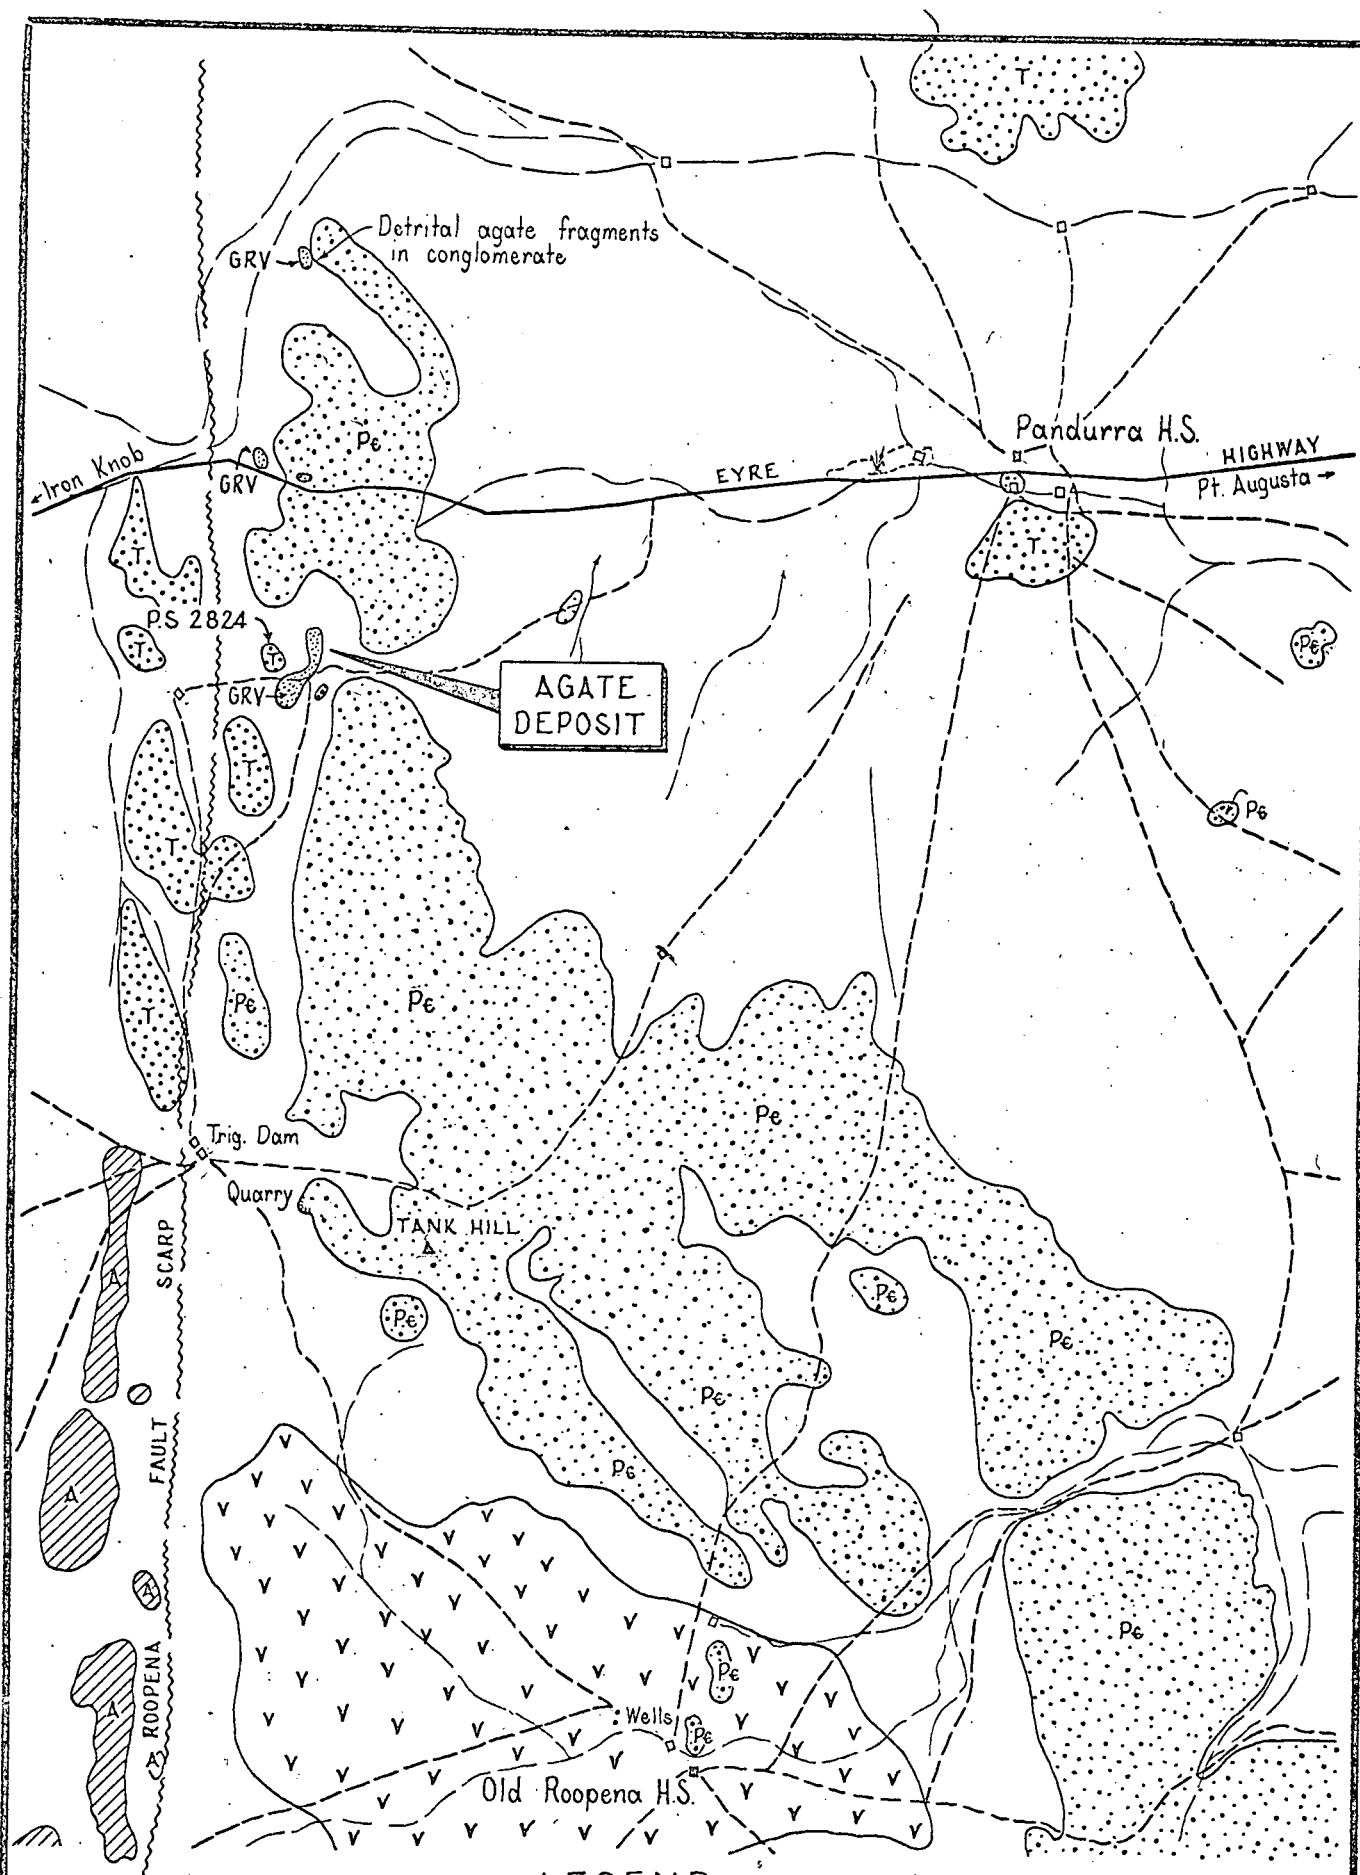 T
Detrital agate fragments
in conglomerate
GRV
Pє
Pandurra H.S.
Iron Knob
GRV
EYRE
HIGHWAY
Pt. Augusta
T
T
P.S 2824
T
T
Pє
GRV
AGATE
DEPOSIT
T
T
Pє
T
Pє
Pє
Pє
Trig. Dam
Quarry
TANK HILL
A
SCARP
Pє
Pє
Pє
Pє
FAULT
A
Pє
A
Pє
ROOPENA
A
Pє
Wells
Pє
Old Roopena H.S.